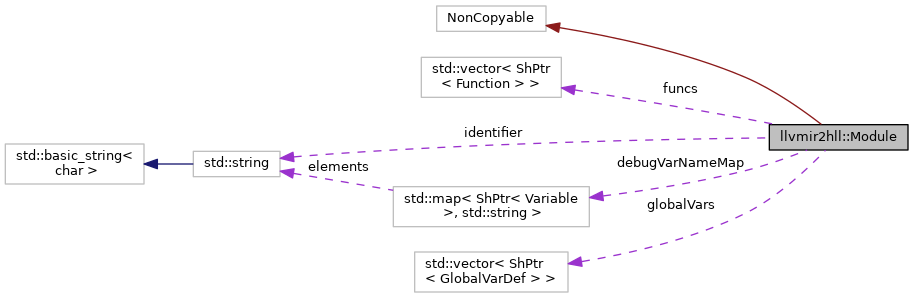 NonCopyable
std::vector< ShPtr
< Function > >
funcs
llvmir2hll::Module
identifier
std::basic_string<
char >
std::string
elements
debugVarNameMap
std::map< ShPtr< Variable
>, std::string >
globalVars
std::vector< ShPtr
< GlobalVarDef > >